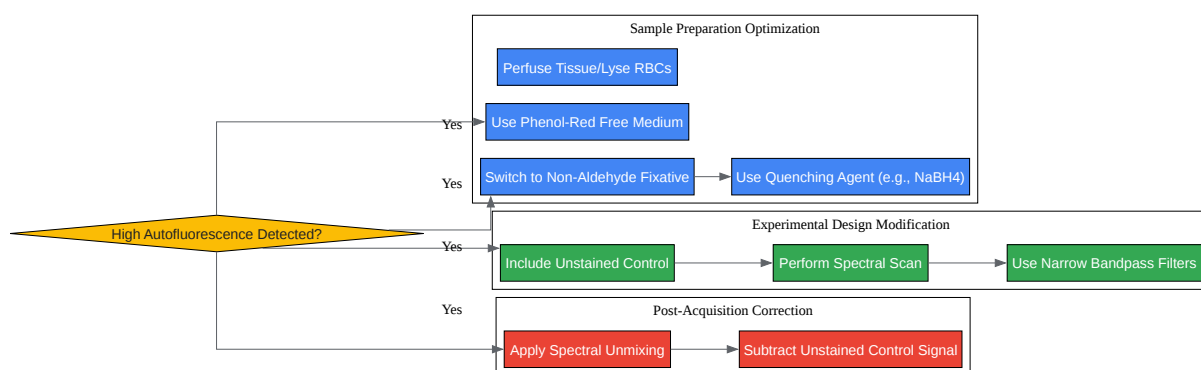 Sample Preparation Optimization
Perfuse Tissue/Lyse RBCs
Yes
Use Phenol-Red Free Medium
Yes
Switch to Non-Aldehyde Fixative
Use Quenching Agent (e.g., NaBH4)
High Autofluorescence Detected?
Experimental Design Modification
Yes
Include Unstained Control
Perform Spectral Scan
Use Narrow Bandpass Filters
Yes
Post-Acquisition Correction
Apply Spectral Unmixing
Subtract Unstained Control Signal